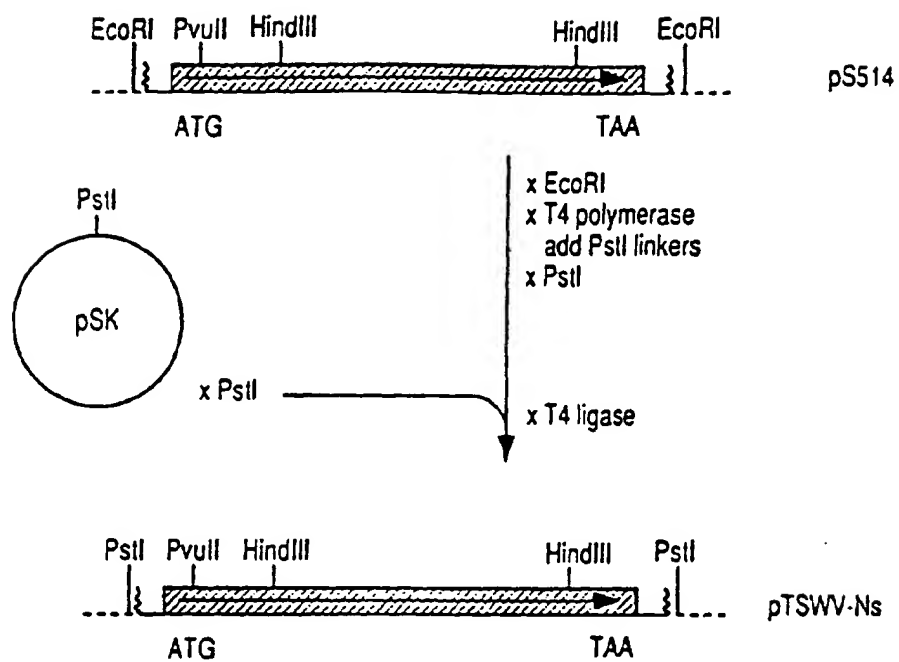 EcoRI PvuII HindIII HindIII EcoRI
pS514
ATG TAA
x EcoRI
x T4 polymerase
add PstI linkers
x PstI
PstI
pSK
x PstI
x T4 ligase
PstI PvuII HindIII HindIII PstI
pTSWV-Ns
ATG TAA